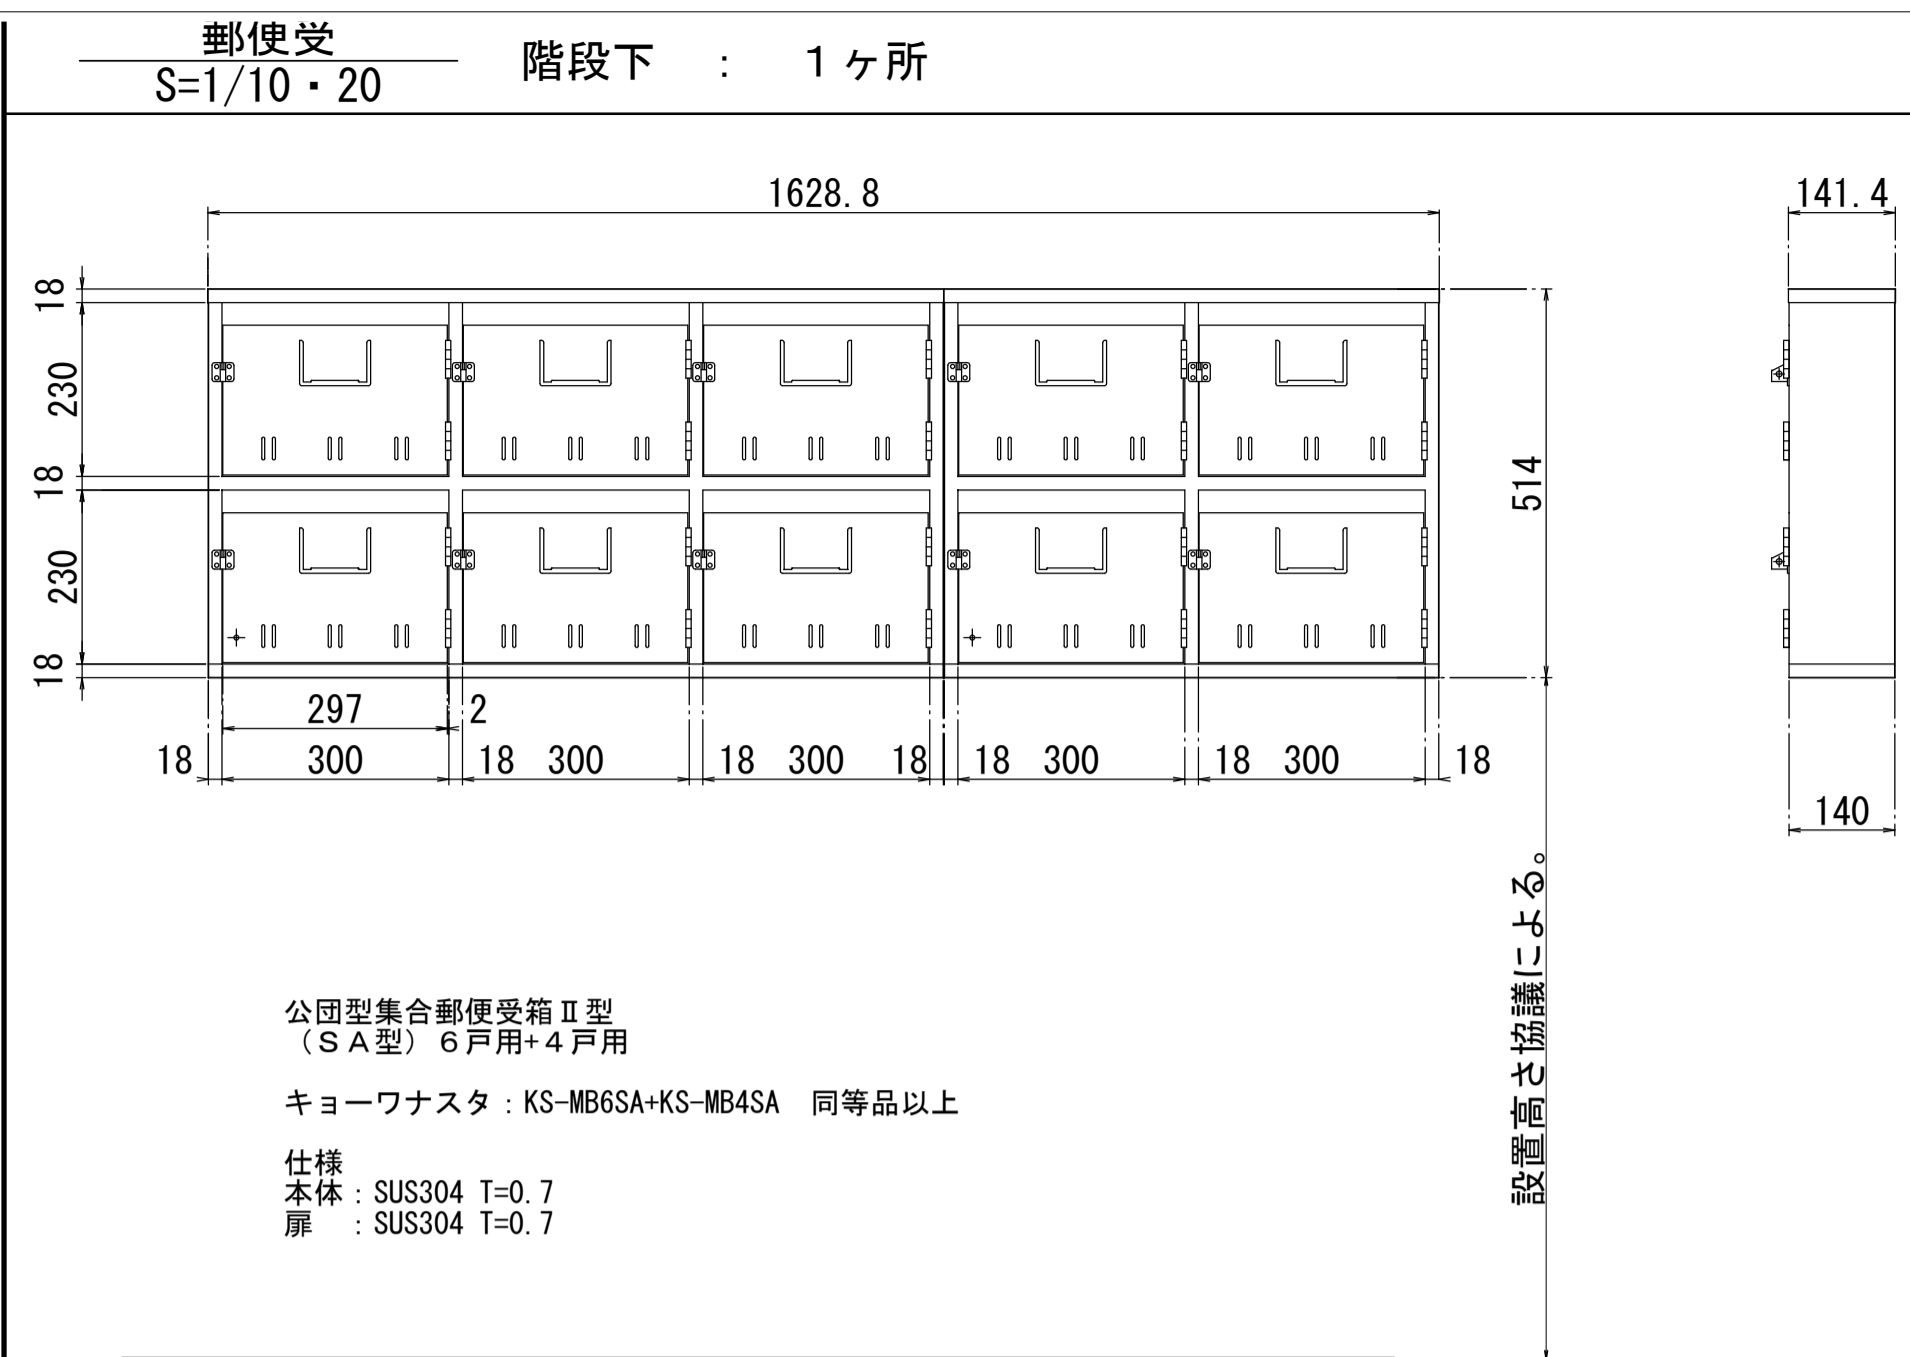 郵便受
S=1/10・20
階段下 : 1ヶ所
1628.8
141.4
18
230
18
230
18
514
297 2
18 300 18 300 18 300 18 18 300 18 300 18
140
設置高さ協議による。
公団型集合郵便受箱Ⅱ型
（SA型）6戸用+4戸用
キョーワナスタ：KS-MB6SA+KS-MB4SA 同等品以上
仕様
本体：SUS304 T=0.7
扉 ：SUS304 T=0.7